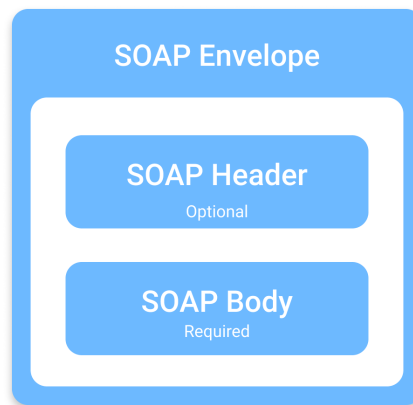 SOAP Envelope
SOAP Header
Optional
SOAP Body
Required